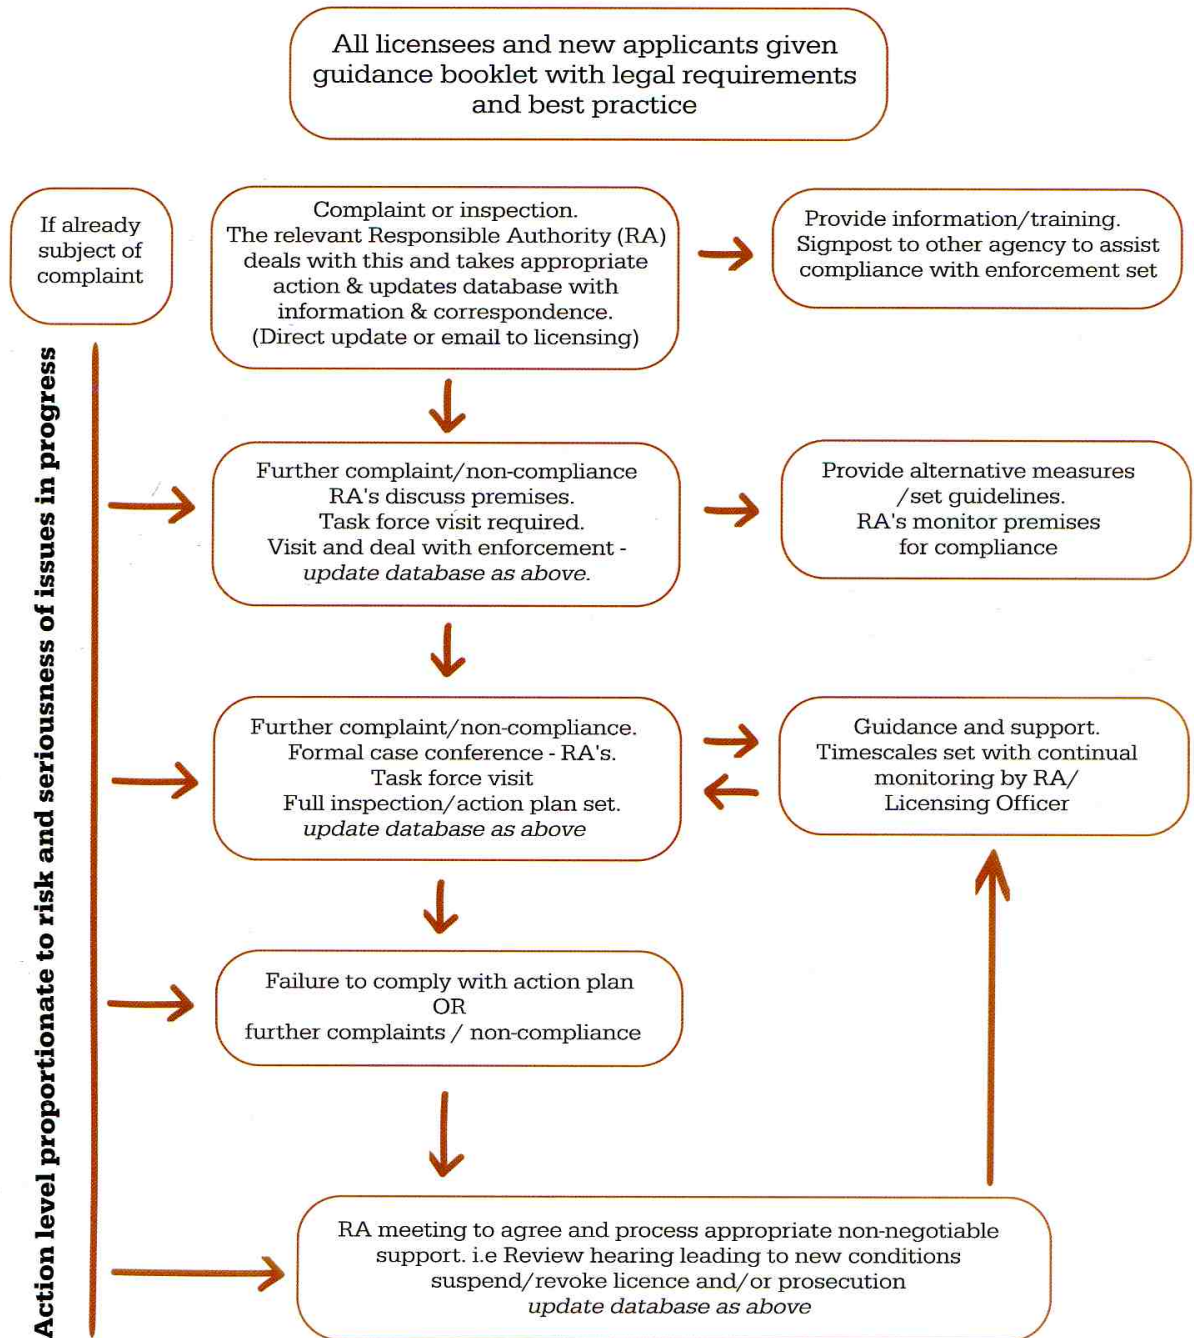 All licensees and new applicants given
guidance booklet with legal requirements
and best practice
If already
subject of
complaint
Complaint or inspection.
The relevant Responsible Authority (RA)
deals with this and takes appropriate
action & updates database with
information & correspondence.
(Direct update or email to licensing)
Provide information/training.
Signpost to other agency to assist
compliance with enforcement set
Action level proportionate to risk and seriousness of issues in progress
Further complaint/non-compliance
RA's discuss premises.
Task force visit required.
Visit and deal with enforcement -
update database as above.
Provide alternative measures
/set guidelines.
RA's monitor premises
for compliance
Further complaint/non-compliance.
Formal case conference - RA's.
Task force visit
Full inspection/action plan set.
update database as above
Guidance and support.
Timescales set with continual
monitoring by RA/
Licensing Officer
Failure to comply with action plan
OR
further complaints / non-compliance
RA meeting to agree and process appropriate non-negotiable
support. i.e Review hearing leading to new conditions
suspend/revoke licence and/or prosecution
update database as above